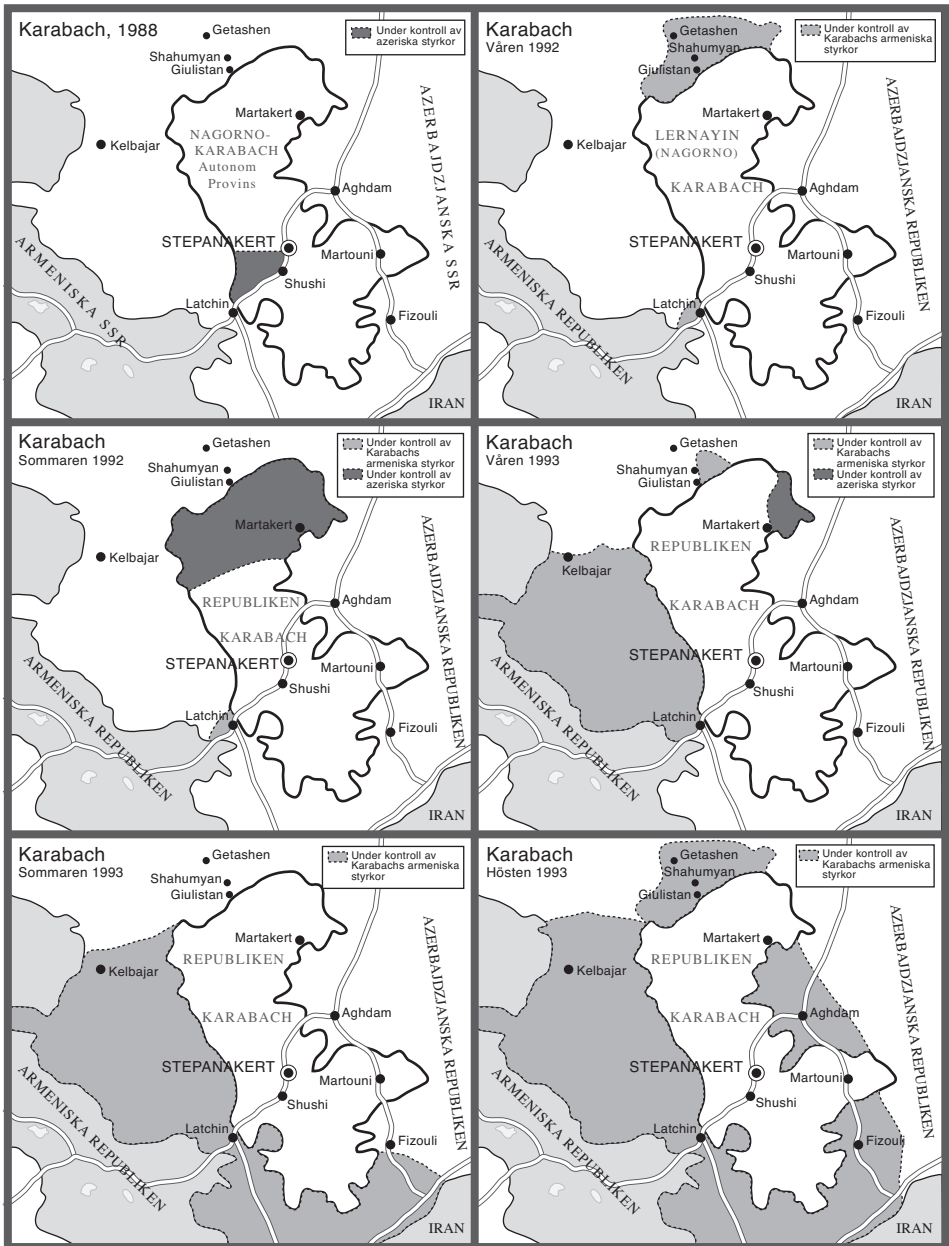 Karabach, 1988
Under kontroll av
azeriska styrkor
Getashen
Shahumyan
Giulistan
Martakert
NAGORNO-
KARABACH
Autonom
Provins
Kelbajar
Aghdam
STEPANAKERT
Martouni
Shushi
Latchin
Fizouli
ARMENISKA SSR
AZERBAJDZJANSKA SSR
IRAN
Karabach
Våren 1992
Under kontroll av
Karabachs armeniska
styrkor
Getashen
Shahumyan
Giulistan
Martakert
LERNAYIN
(NAGORNO)
KARABACH
Kelbajar
Aghdam
STEPANAKERT
Martouni
Shushi
Latchin
Fizouli
ARMENISKA REPUBLIKEN
AZERBAJDZJANSKA REPUBLIKEN
IRAN
Karabach
Sommaren 1992
Under kontroll av
Karabachs
armeniska styrkor
Under kontroll av
azeriska styrkor
Getashen
Shahumyan
Giulistan
Martakert
Kelbajar
REPUBLIKEN
KARABACH
Aghdam
STEPANAKERT
Martouni
Shushi
Latchin
Fizouli
ARMENISKA REPUBLIKEN
AZERBAJDZJANSKA REPUBLIKEN
IRAN
Karabach
Våren 1993
Under kontroll av
Karabachs
armeniska styrkor
Under kontroll av
azeriska styrkor
Getashen
Shahumyan
Giulistan
Martakert
REPUBLIKEN
Kelbajar
KARABACH
Aghdam
STEPANAKERT
Martouni
Shushi
Latchin
Fizouli
ARMENISKA REPUBLIKEN
AZERBAJDZJANSKA REPUBLIKEN
IRAN
Karabach
Sommaren 1993
Under kontroll av
Karabachs armeniska
styrkor
Getashen
Shahumyan
Giulistan
Martakert
REPUBLIKEN
Kelbajar
KARABACH
Aghdam
STEPANAKERT
Martouni
Shushi
Latchin
Fizouli
ARMENISKA REPUBLIKEN
AZERBAJDZJANSKA REPUBLIKEN
IRAN
Karabach
Hösten 1993
Under kontroll av
Karabachs armeniska
styrkor
Getashen
Shahumyan
Giulistan
Martakert
REPUBLIKEN
Kelbajar
KARABACH
Aghdam
STEPANAKERT
Martouni
Shushi
Latchin
Fizouli
ARMENISKA REPUBLIKEN
AZERBAJDZJANSKA REPUBLIKEN
IRAN